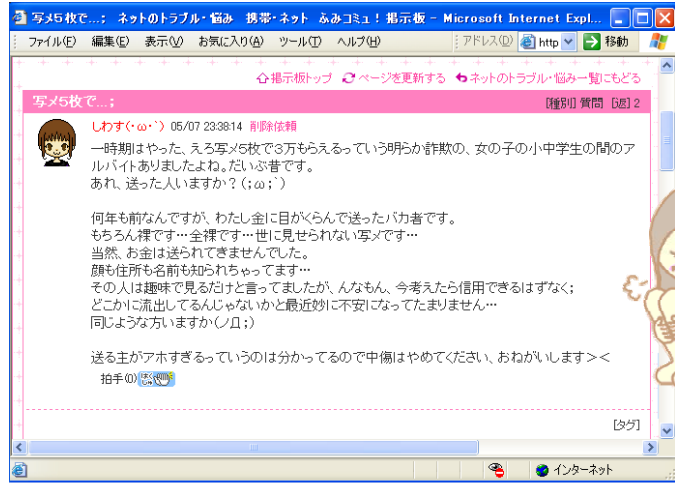 写メ5枚で...； ネットのトラブル・悩み 携帯・ネット ふみコミュ！掲示板 - Microsoft Internet Expl...
ファイル(F) 編集(E) 表示(V) お気に入り(A) ツール(T) ヘルプ(H) アドレス(D) http 移動
掲示板トップ ページを更新する ネットのトラブル・悩み一覧にもどる
写メ5枚で...； [種別] 質問 [返] 2
しわす(・ω・`) 05/07 23:38:14 削除依頼
一時期はやった、えろ写メ5枚で3万もらえるっていう明らか詐欺の、女の子の小中学生の間のア
ルバイトありましたよね。だいぶ昔です。
あれ、送った人いますか？(；ω；`)
何年も前なんですが、わたし金に目がくらんで送ったバカ者です。
もちろん裸です…全裸です…世に見せられない写メです…
当然、お金は送られてきませんでした。
顔も住所も名前も知られちゃってます…
その人は趣味で見るだけと言ってましたが、んなもん、今考えたら信用できるはずなく；
どこかに流出してるんじゃないかと最近妙に不安になってたまりません…
同じような方いますか(ノД；)
送る主がアホすぎるっていうのは分かってるので中傷はやめてください、おねがいします＞＜
拍手(0) はくしゅ
[タグ]
インターネット